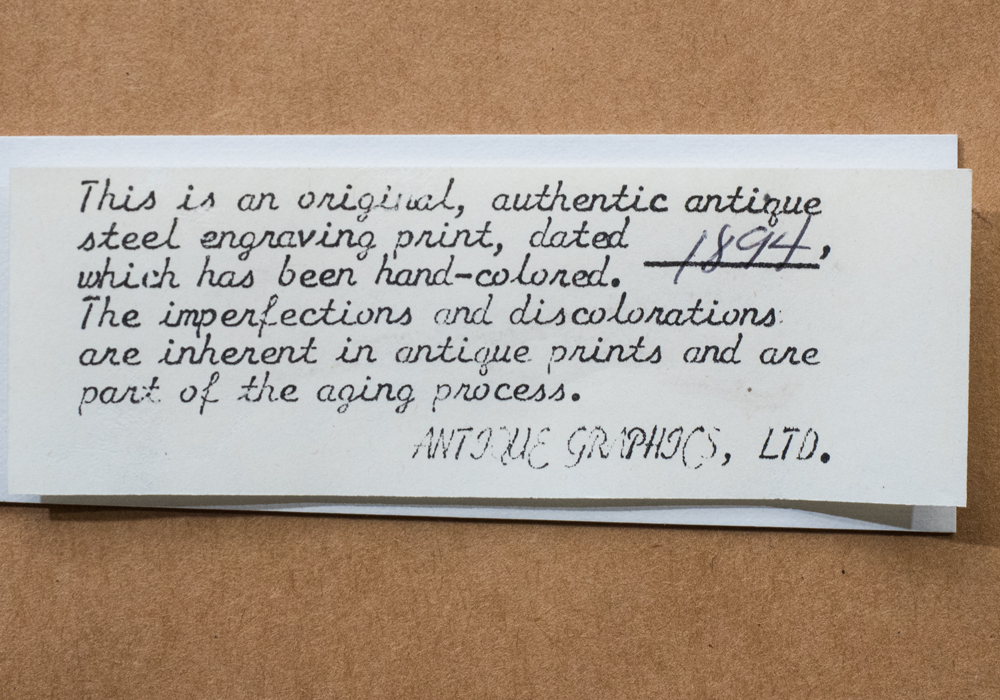 This is an original, authentic antique
steel engraving print, dated 1894,
which has been hand-colored.
The imperfections and discolorations
are inherent in antique prints and are
part of the aging process.
ANTIQUE GRAPHICS, LTD.